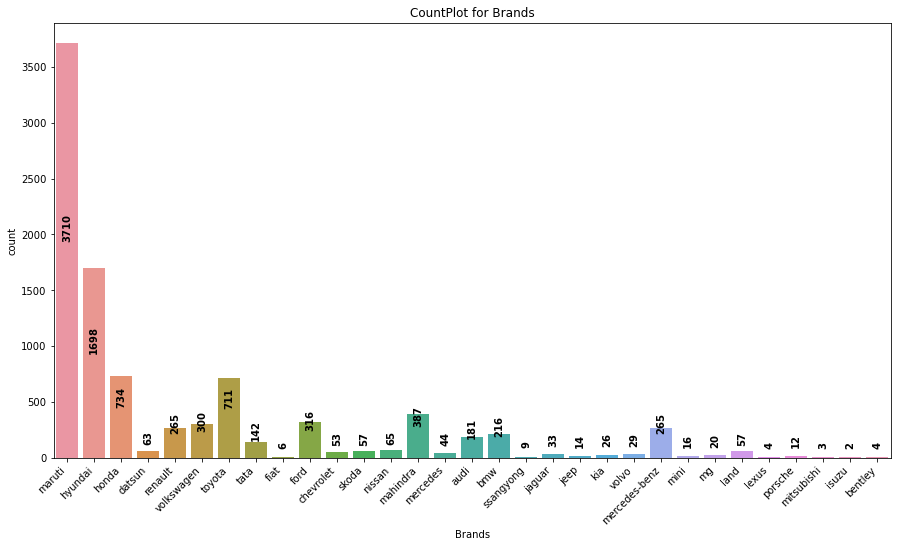 CountPlot for Brands
count
3500
3000
2500
2000
1500
1000
500
0
3710
1698
734
63
265
300
711
142
6
316
53
57
65
387
44
181
216
9
33
14
26
29
265
16
20
57
4
12
3
2
4
maruti
hyundai
honda
datsun
renault
volkswagen
toyota
tata
fiat
ford
chevrolet
skoda
nissan
mahindra
mercedes
audi
bmw
ssangyong
jaguar
jeep
kia
volvo
mercedes-benz
mini
mg
land
lexus
porsche
mitsubishi
isuzu
bentley
Brands